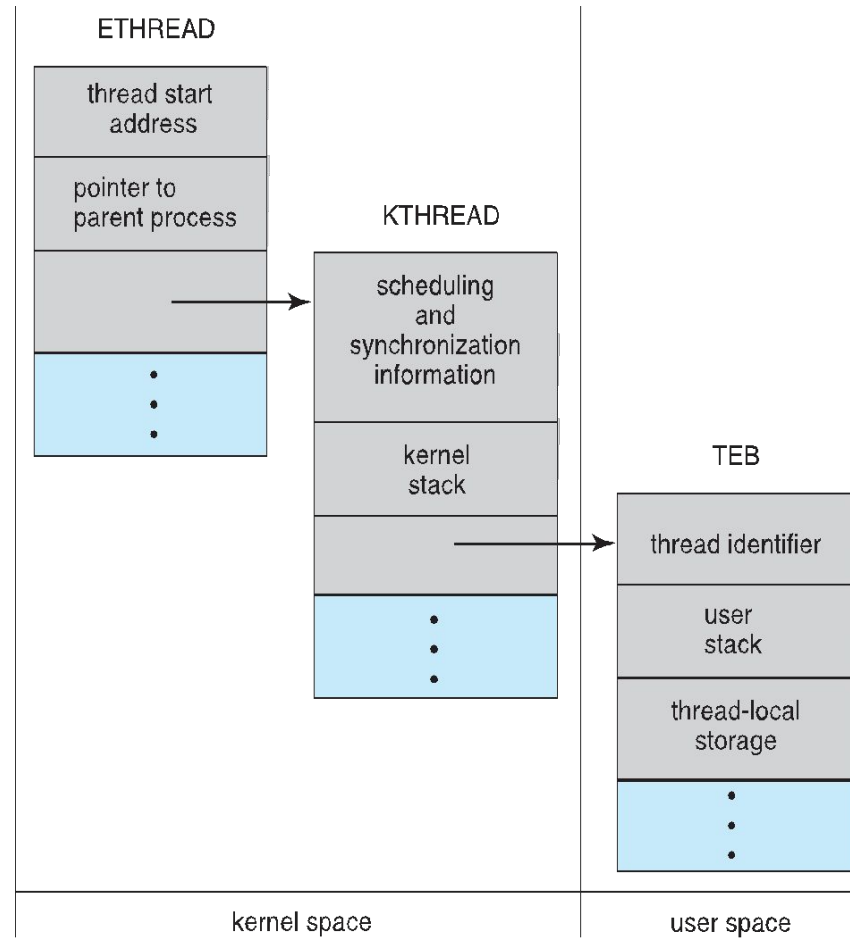 ETHREAD
thread start
address
pointer to
parent process
KTHREAD
scheduling
and
synchronization
information
kernel
stack
TEB
thread identifier
user
stack
thread-local
storage
kernel space
user space